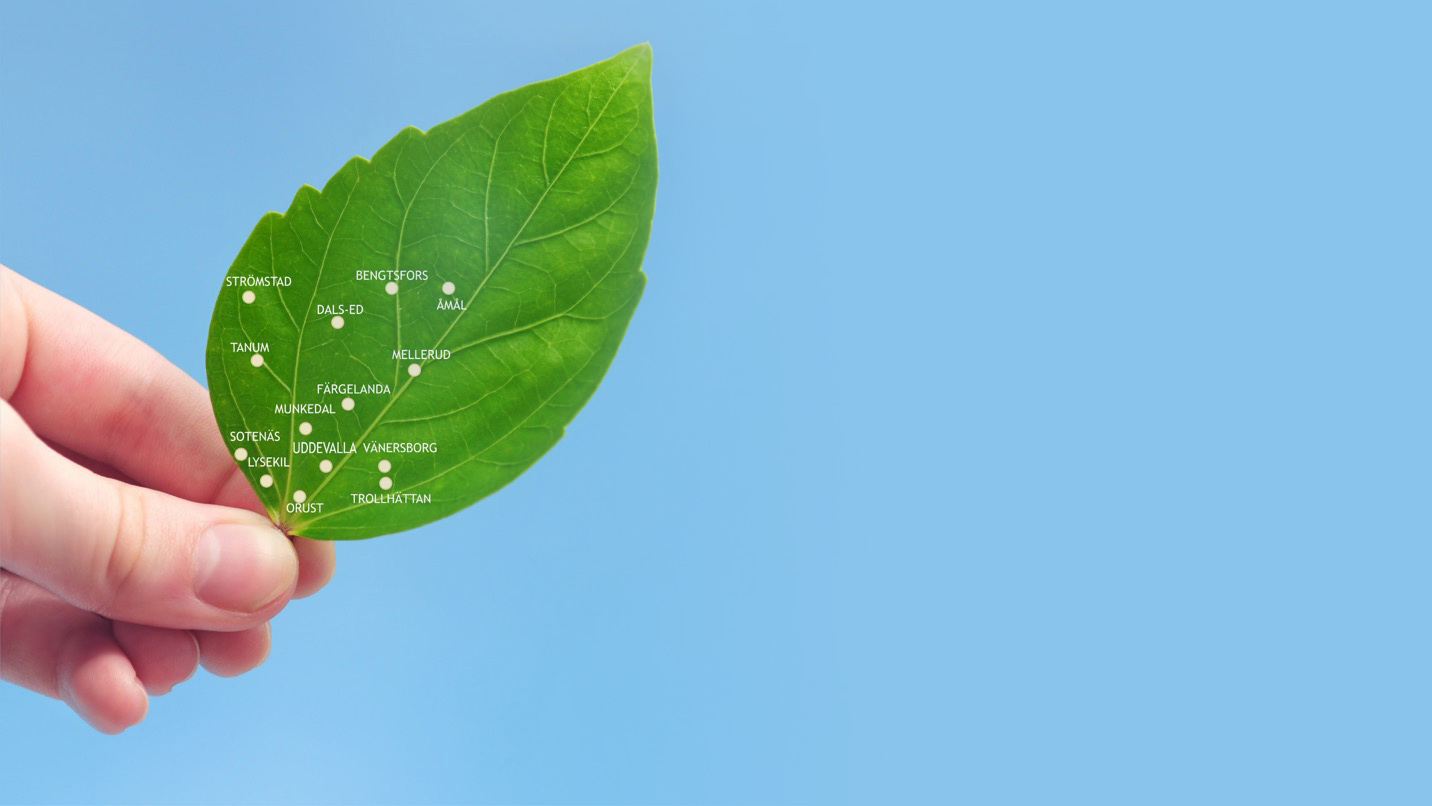 BENGTSFORS
STRÖMSTAD
ÅMÅL
DALS-ED
TANUM
MELLERUD
FÄRGELANDA
MUNKEDAL
SOTENÄS
UDDEVALLA
VÄNERSBORG
LYSEKIL
TROLLHÄTTAN
ORUST